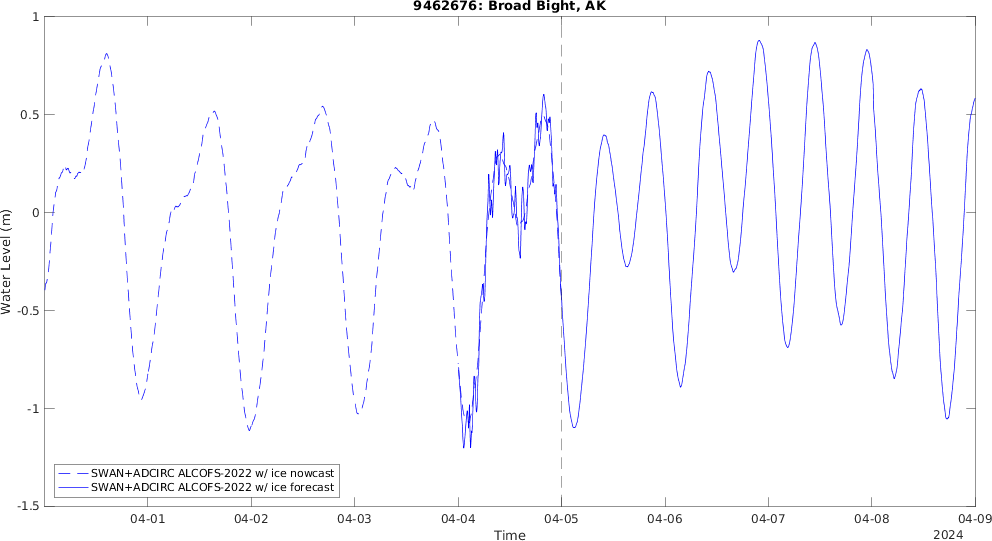 9462676: Broad Bight, AK
1
0.5
0
-0.5
-1
-1.5
Water Level (m)
SWAN+ADCIRC ALCOFS-2022 w/ ice nowcast
SWAN+ADCIRC ALCOFS-2022 w/ ice forecast
04-01 04-02 04-03 04-04 04-05 04-06 04-07 04-08 04-09
Time
2024